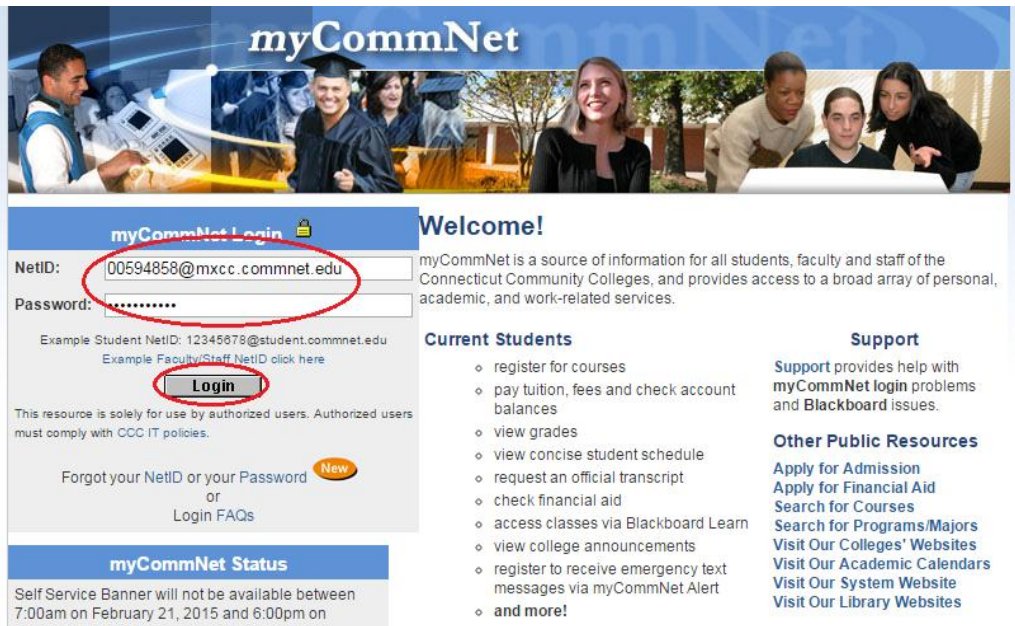 myCommNet
myCommNet Login
NetID: 00594858@mxcc.commnet.edu
Password: •••••••••••
Example Student NetID: 12345678@student.commnet.edu
Example Faculty/Staff NetID click here
Login
This resource is solely for use by authorized users. Authorized users
must comply with CCC IT policies.
Forgot your NetID or your Password New
or
Login FAQs
myCommNet Status
Self Service Banner will not be available between
7:00am on February 21, 2015 and 6:00pm on
Welcome!
myCommNet is a source of information for all students, faculty and staff of the
Connecticut Community Colleges, and provides access to a broad array of personal,
academic, and work-related services.
Current Students
register for courses
pay tuition, fees and check account
balances
view grades
view concise student schedule
request an official transcript
check financial aid
access classes via Blackboard Learn
view college announcements
register to receive emergency text
messages via myCommNet Alert
and more!
Support
Support provides help with
myCommNet login problems
and Blackboard issues.
Other Public Resources
Apply for Admission
Apply for Financial Aid
Search for Courses
Search for Programs/Majors
Visit Our Colleges' Websites
Visit Our Academic Calendars
Visit Our System Website
Visit Our Library Websites